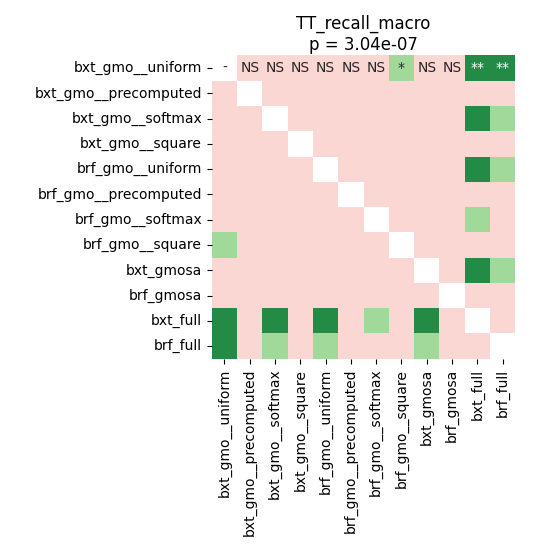 TT_recall_macro
p = 3.04e-07
bxt_gmo__uniform - NS NS NS NS NS NS * NS NS ** **
bxt_gmo__precomputed
bxt_gmo__softmax
bxt_gmo__square
brf_gmo__uniform
brf_gmo__precomputed
brf_gmo__softmax
brf_gmo__square
bxt_gmosa
brf_gmosa
bxt_full
brf_full
bxt_gmo__uniform
bxt_gmo__precomputed
bxt_gmo__softmax
bxt_gmo__square
brf_gmo__uniform
brf_gmo__precomputed
brf_gmo__softmax
brf_gmo__square
bxt_gmosa
brf_gmosa
bxt_full
brf_full